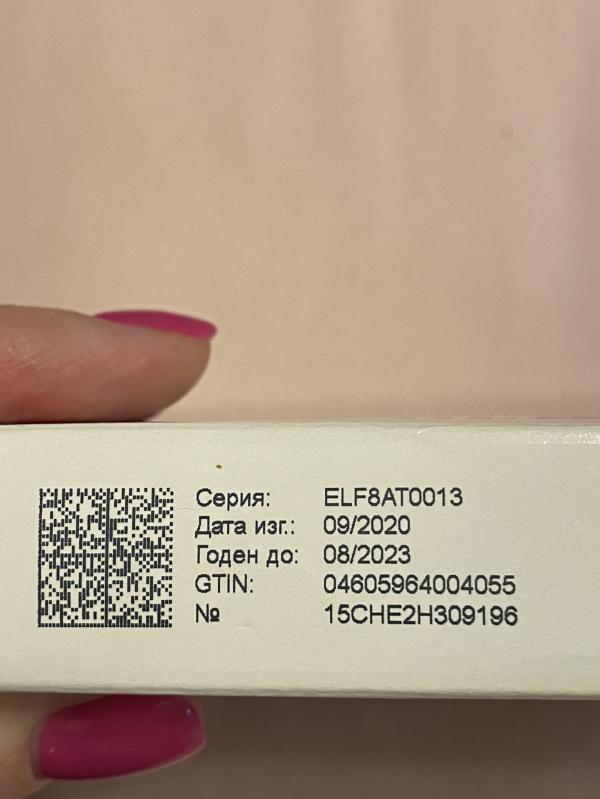 Серия: ELF8AT0013
Дата изг.: 09/2020
Годен до: 08/2023
GTIN: 04605964004055
№ 15CHE2H309196